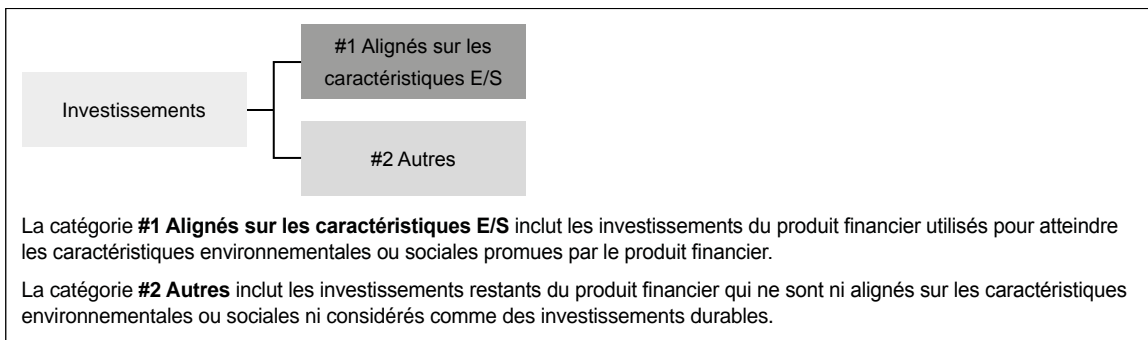 #1 Alignés sur les
caractéristiques E/S
Investissements
#2 Autres
La catégorie #1 Alignés sur les caractéristiques E/S inclut les investissements du produit financier utilisés pour atteindre
les caractéristiques environnementales ou sociales promues par le produit financier.
La catégorie #2 Autres inclut les investissements restants du produit financier qui ne sont ni alignés sur les caractéristiques
environnementales ou sociales ni considérés comme des investissements durables.